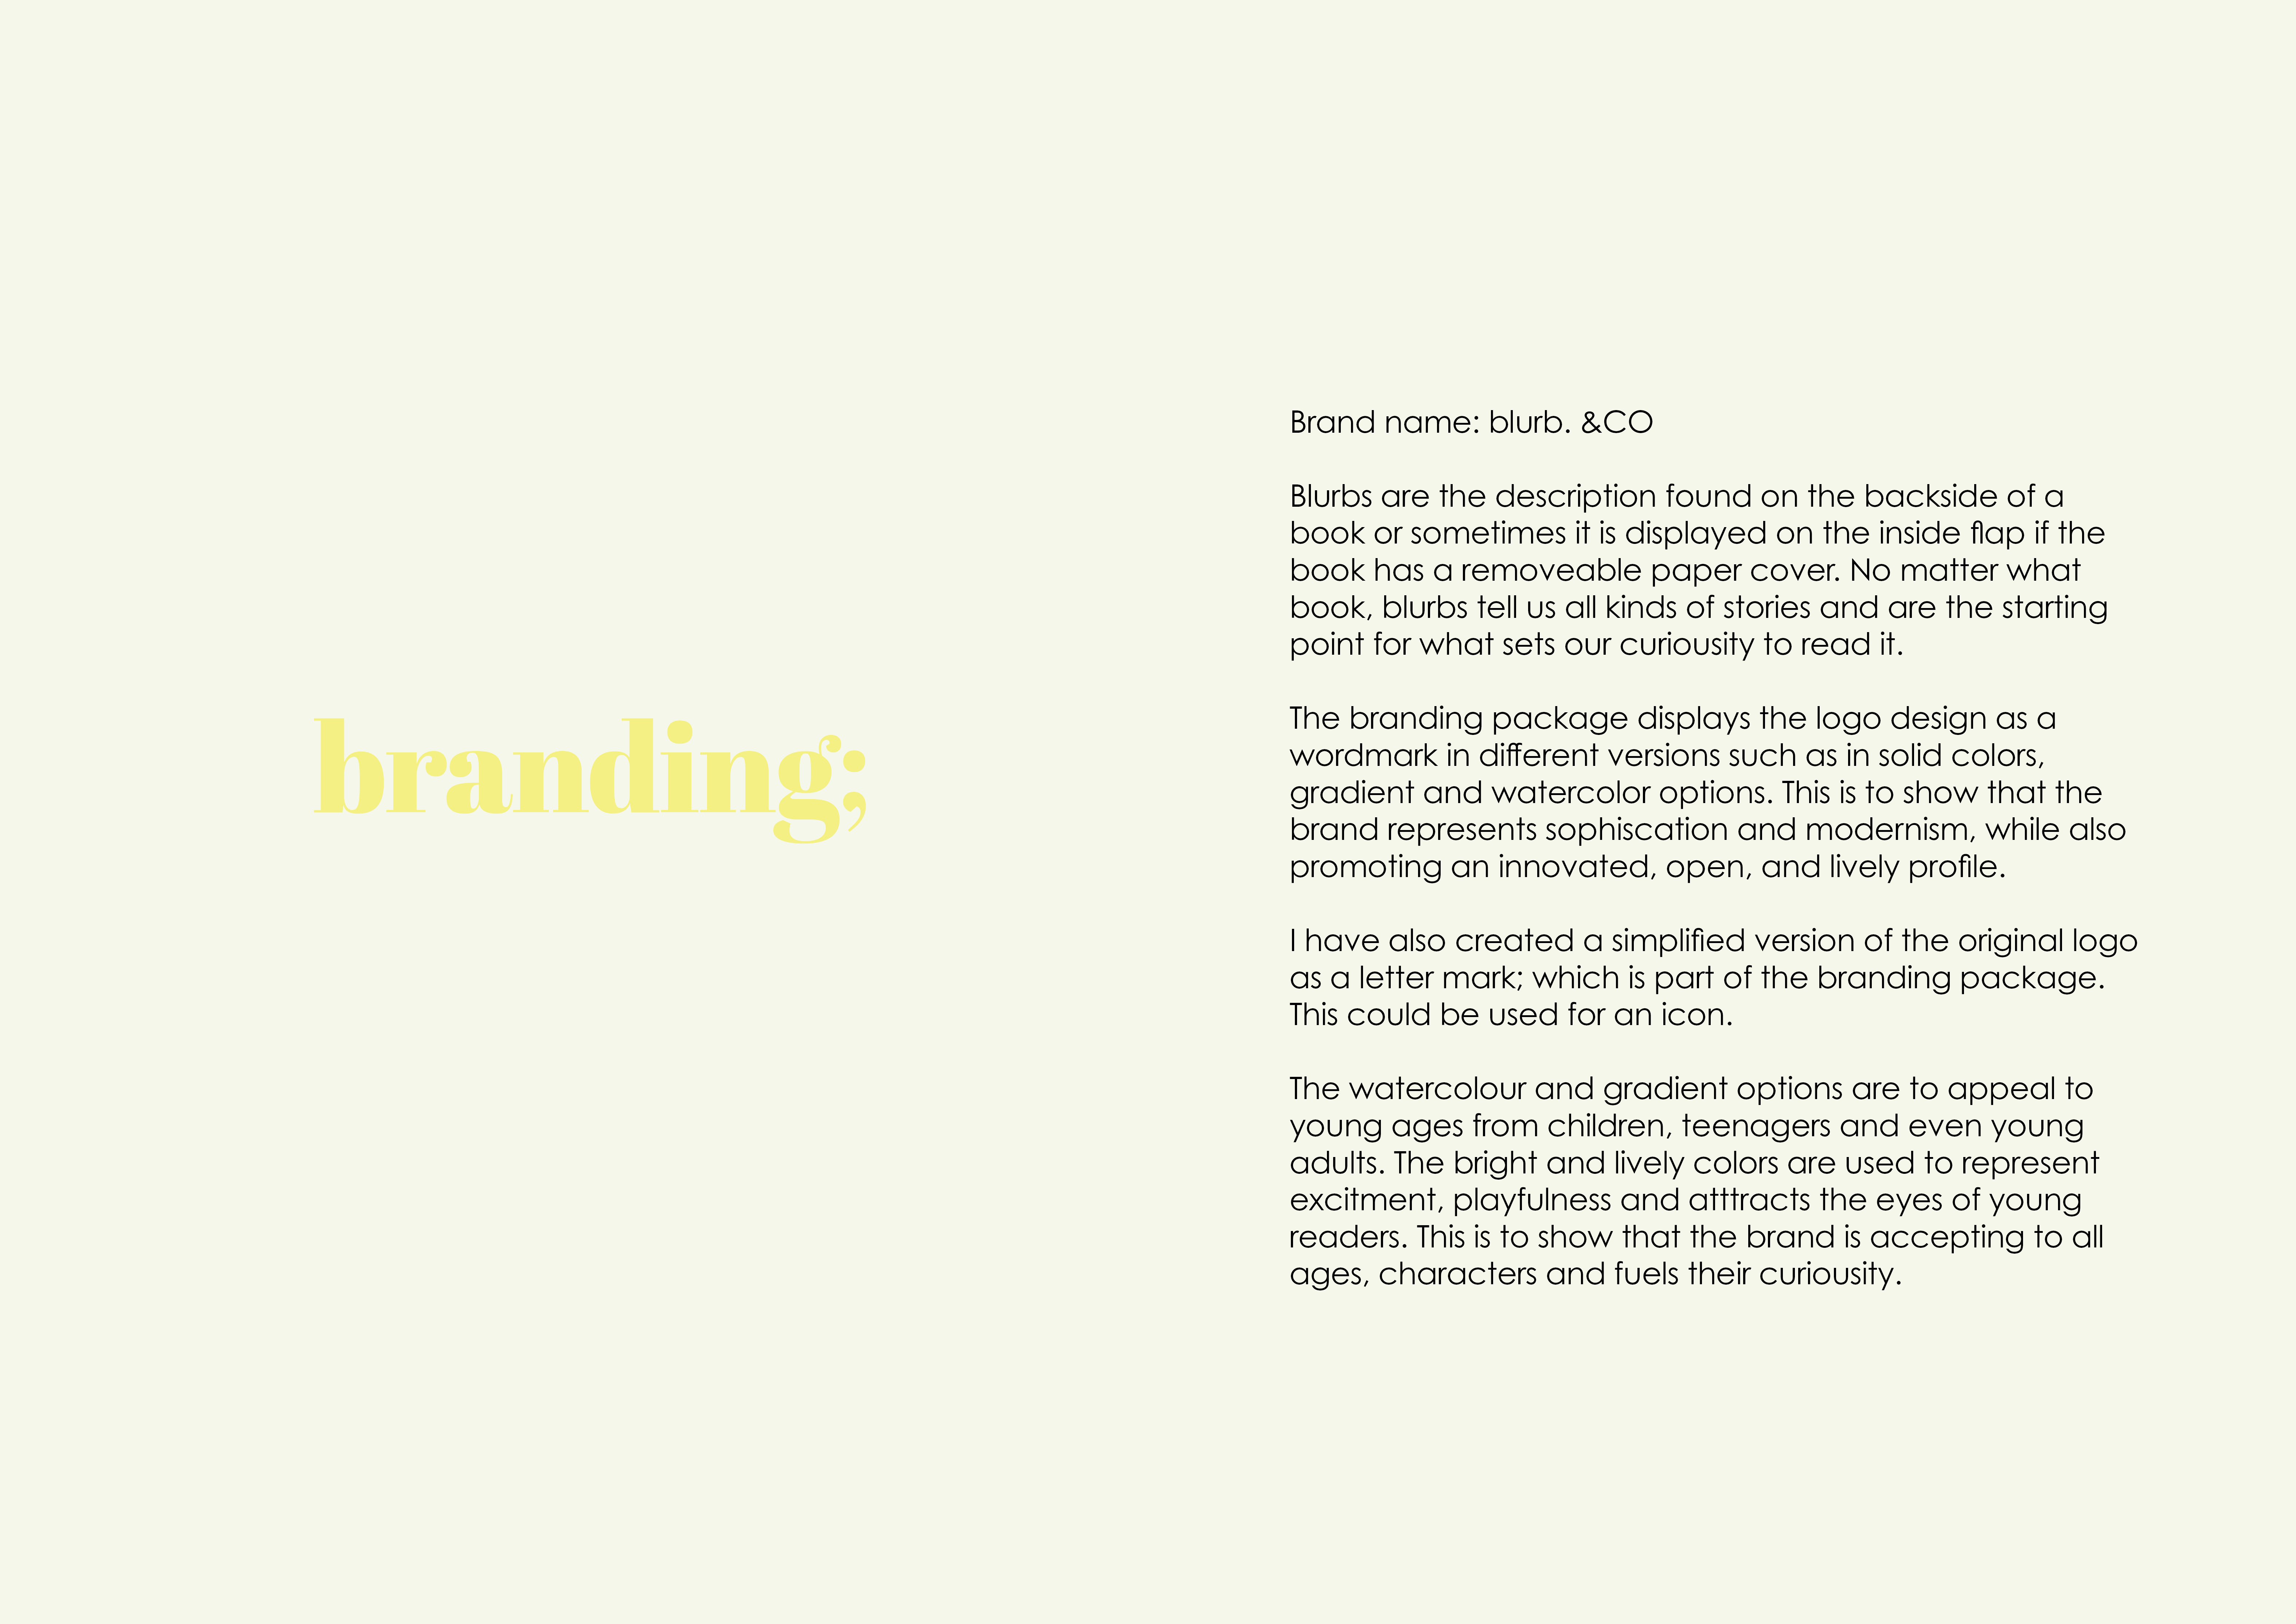 branding;
Brand name: blurb. &CO
Blurbs are the description found on the backside of a
book or sometimes it is displayed on the inside flap if the
book has a removeable paper cover. No matter what
book, blurbs tell us all kinds of stories and are the starting
point for what sets our curiousity to read it.
The branding package displays the logo design as a
wordmark in different versions such as in solid colors,
gradient and watercolor options. This is to show that the
brand represents sophiscation and modernism, while also
promoting an innovated, open, and lively profile.
I have also created a simplified version of the original logo
as a letter mark; which is part of the branding package.
This could be used for an icon.
The watercolour and gradient options are to appeal to
young ages from children, teenagers and even young
adults. The bright and lively colors are used to represent
excitment, playfulness and atttracts the eyes of young
readers. This is to show that the brand is accepting to all
ages, characters and fuels their curiousity.